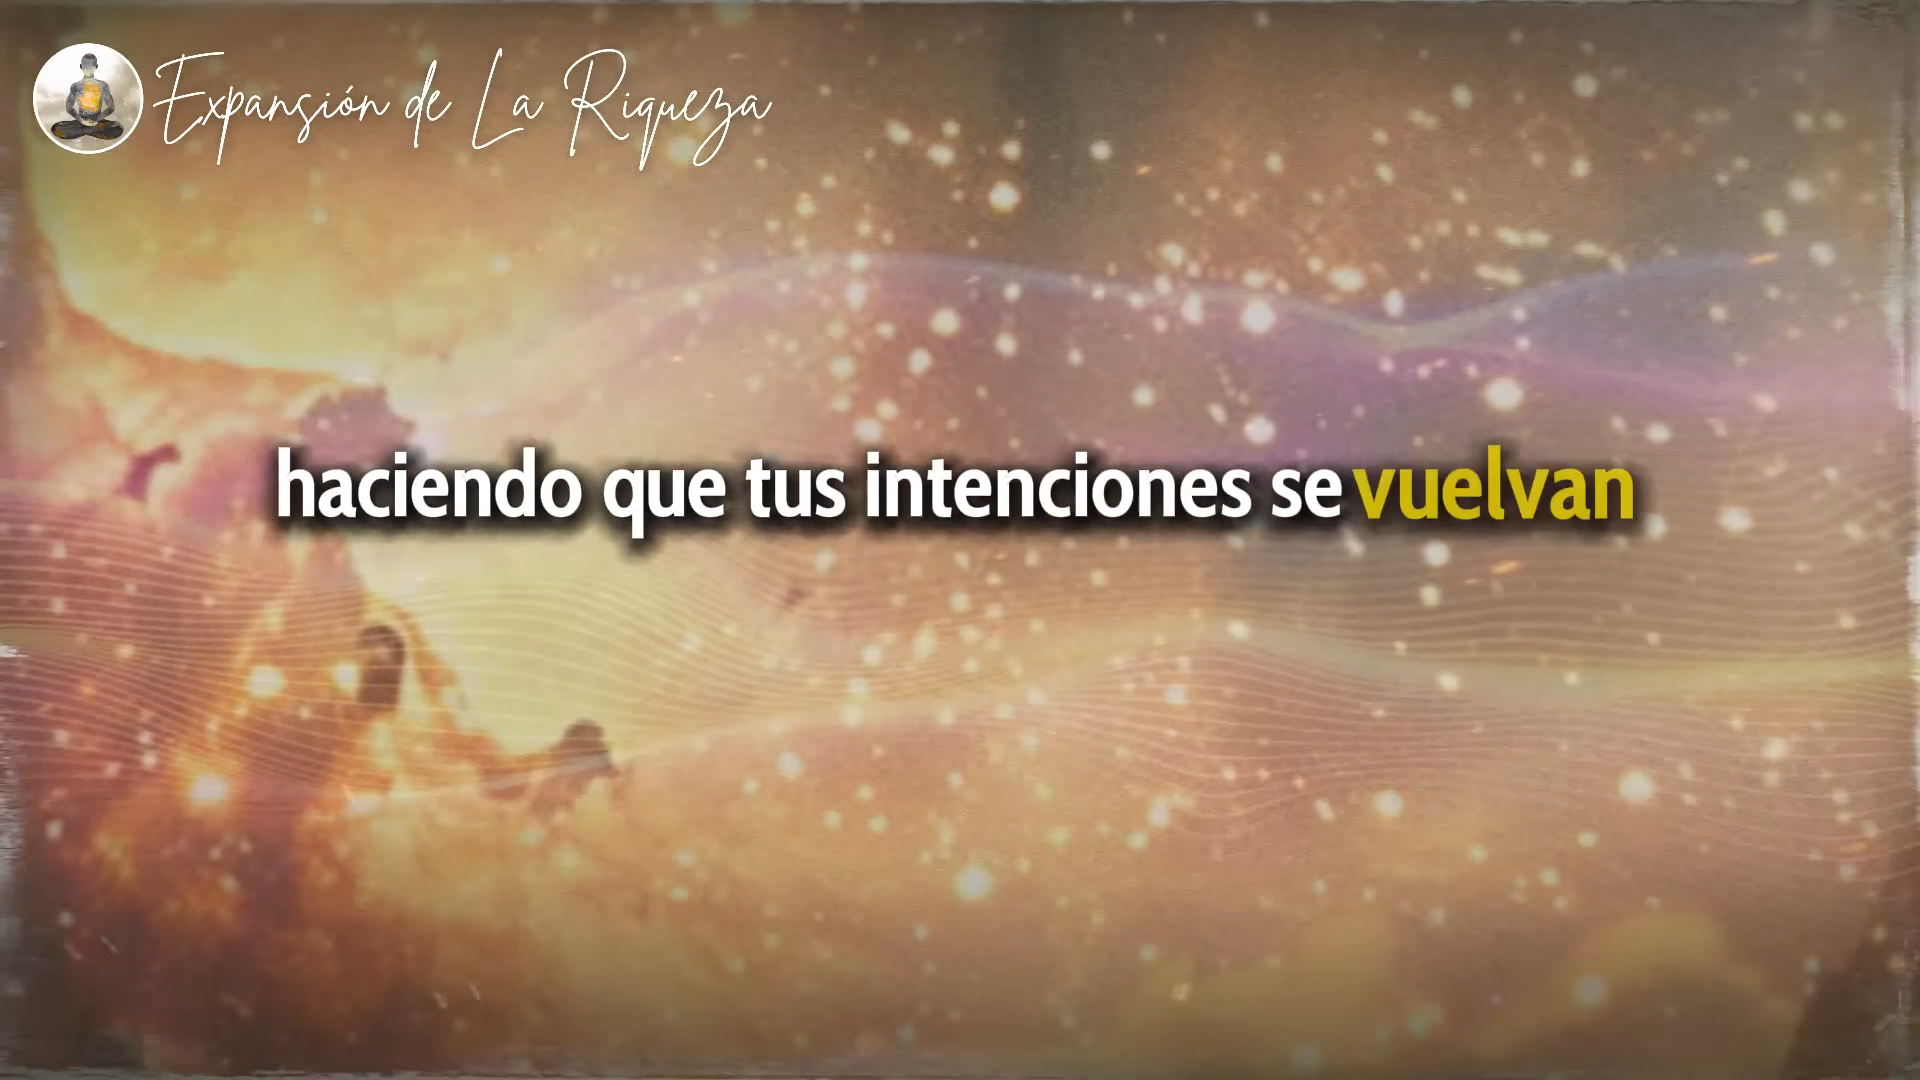 Expansión de La Riqueza
haciendo que tus intenciones se vuelvan